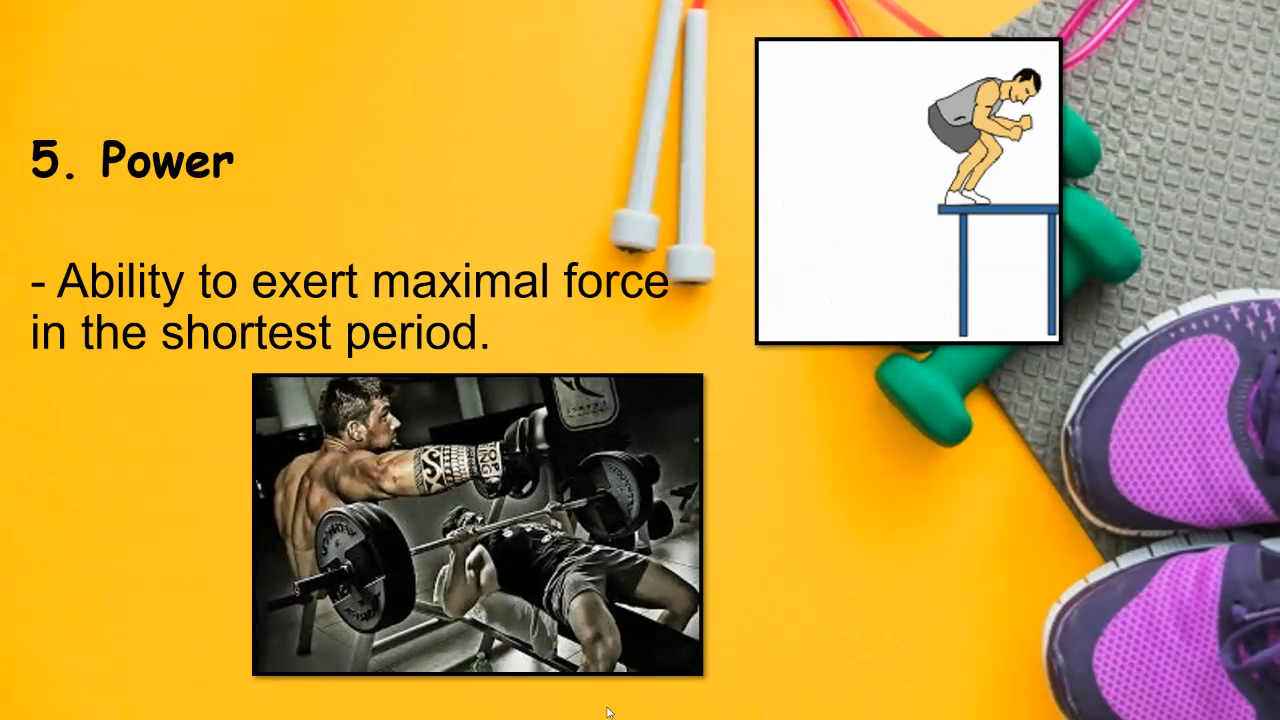 5. Power
- Ability to exert maximal force
in the shortest period.